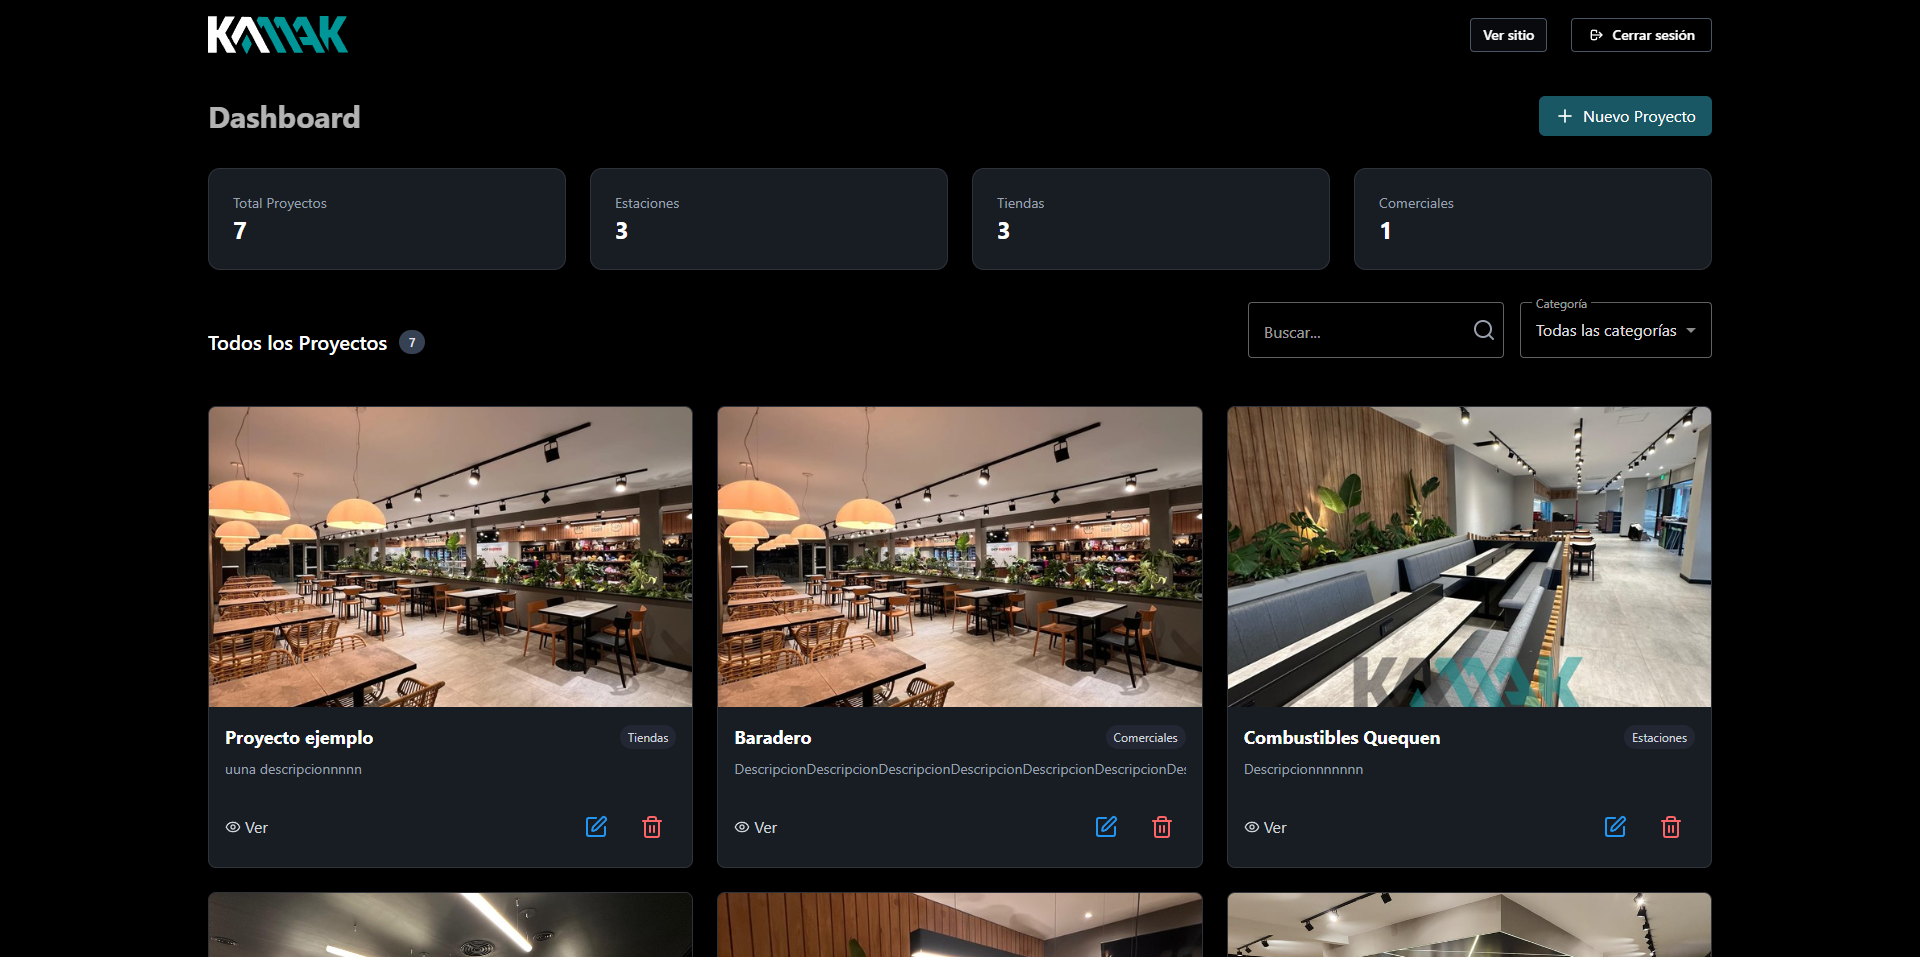 KAMAK
Ver sitio
Cerrar sesión
Dashboard
Nuevo Proyecto
Total Proyectos
7
Estaciones
3
Tiendas
3
Comerciales
1
Todos los Proyectos 7
Buscar...
Categoría
Todas las categorías
KAMAK
Proyecto ejemplo
Tiendas
uuna descripcionnnnn
Ver
Baradero
Comerciales
DescripcionDescripcionDescripcionDescripcionDescripcionDescripcionDes
Ver
Combustibles Quequen
Estaciones
Descripcionnnnnnn
Ver